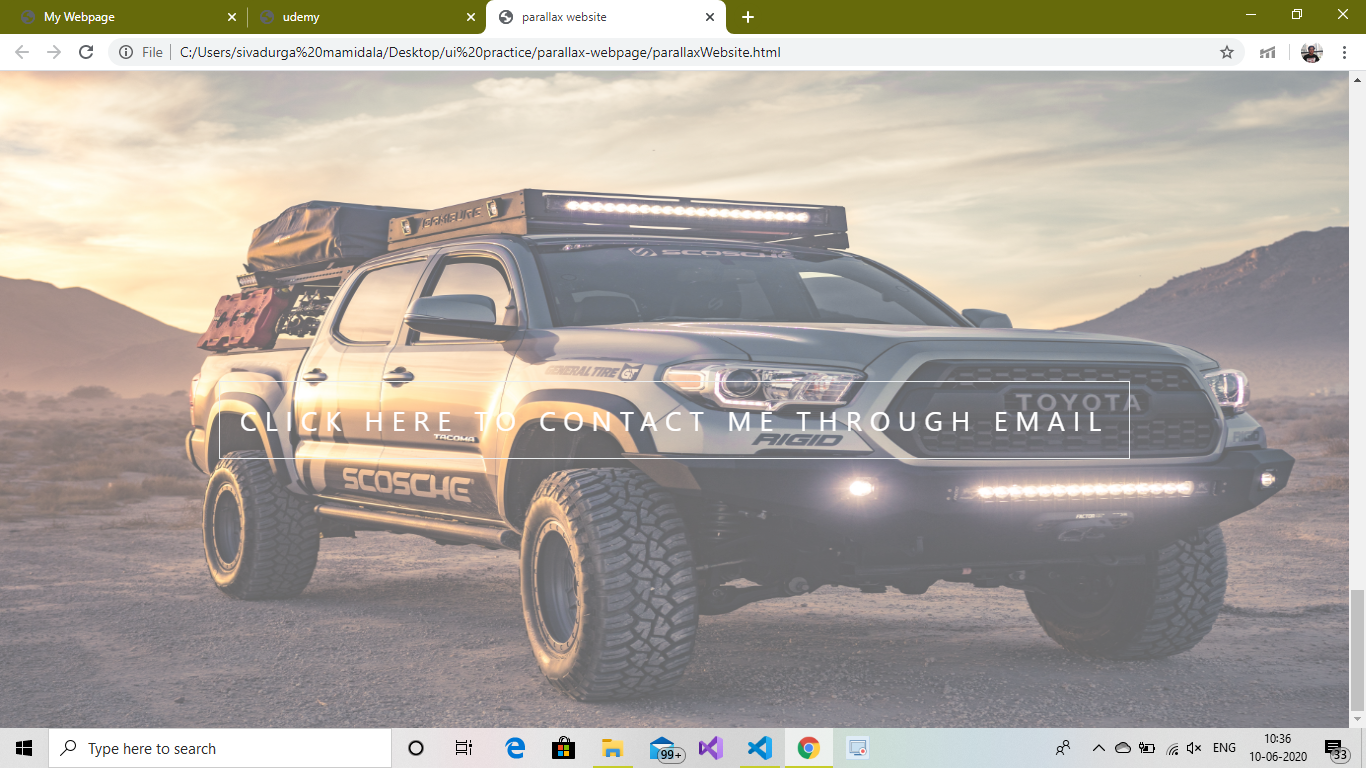 My Webpage
udemy
parallax website
File
C:/Users/sivadurga%20mamidala/Desktop/ui%20practice/parallax-webpage/parallaxWebsite.html
SCOSCHE
GENERAL TIRE GT
TOYOTA
CLICK HERE TO CONTACT ME THROUGH EMAIL
TACOMA
RIGID
SCOSCHE
Type here to search
99+
ENG
10:36
10-06-2020
33